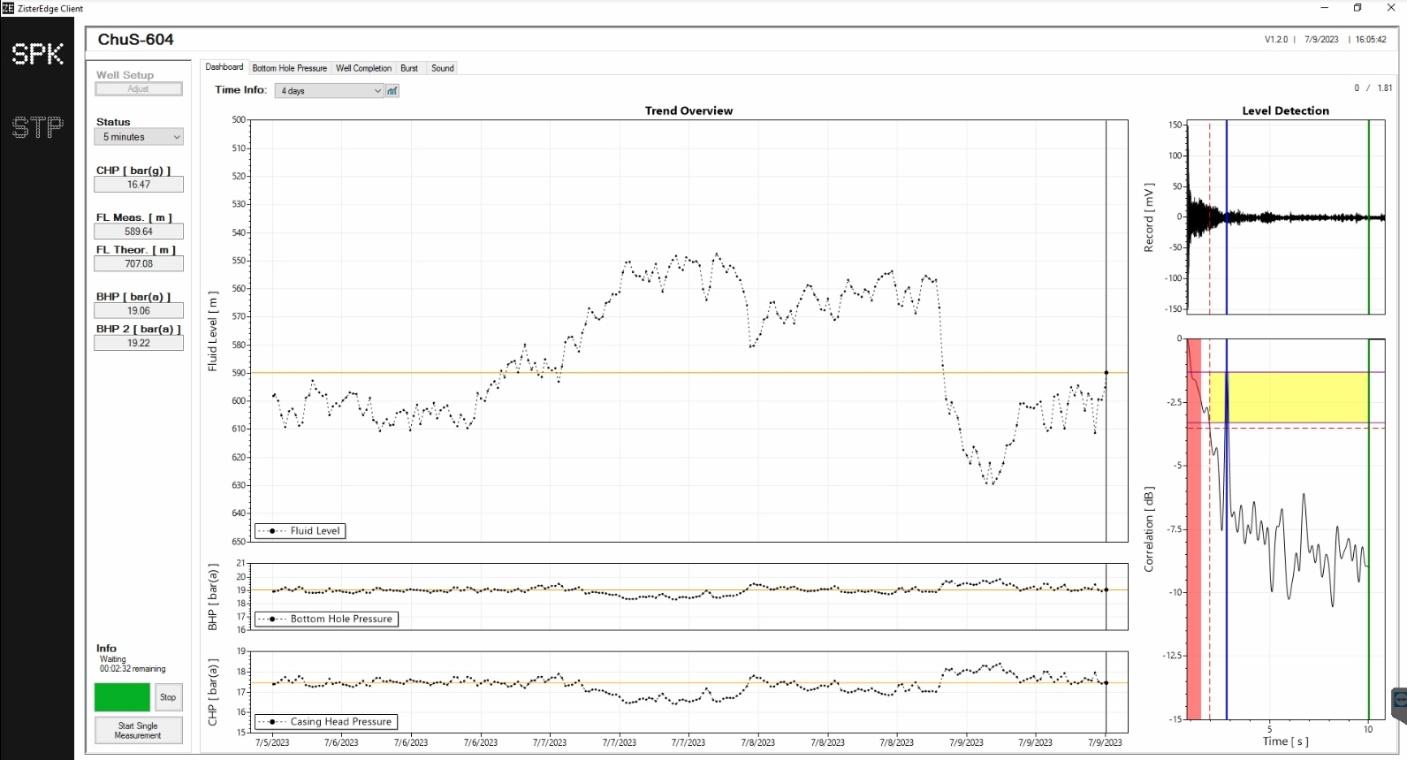 ZE ZisterEdge Client
SPK
STP
ChuS-604
V1.2.0 | 7/9/2023 | 16:05:42
Well Setup
Adjust
Status
5 minutes
CHP [ bar(g) ]
16.47
FL Meas. [ m ]
589.64
FL Theor. [ m ]
707.08
BHP [ bar(a) ]
19.06
BHP 2 [ bar(a) ]
19.22
Info
Waiting
00:02:32 remaining
Stop
Start Single
Measurement
Dashboard Bottom Hole Pressure Well Completion Burst Sound
Time Info: 4 days
0 / 1.81
Trend Overview
Fluid Level [ m ]
500
510
520
530
540
550
560
570
580
590
600
610
620
630
640
650
Fluid Level
BHP [ bar(a) ]
21
20
19
18
17
16
Bottom Hole Pressure
CHP [ bar(a) ]
19
18
17
16
15
Casing Head Pressure
7/5/2023 7/6/2023 7/6/2023 7/6/2023 7/7/2023 7/7/2023 7/7/2023 7/8/2023 7/8/2023 7/8/2023 7/9/2023 7/9/2023 7/9/2023
Level Detection
Record [ mV ]
150
100
50
0
-50
-100
-150
Correlation [ dB ]
0
-2.5
-5
-7.5
-10
-12.5
-15
5 10
Time [ s ]